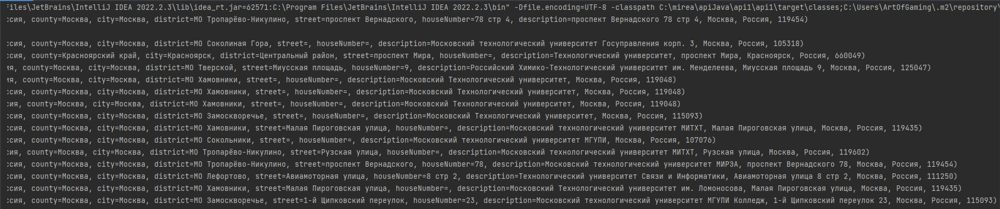 Files\JetBrains\IntelliJ IDEA 2022.2.3\lib\idea_rt.jar=62571:C:\Program Files\JetBrains\IntelliJ IDEA 2022.2.3\bin" -Dfile.encoding=UTF-8 -classpath C:\mirea\apiJava\api1\api1\target\classes;C:\Users\ArtOfGaming\.m2\repository\
ссия, county=Москва, city=Москва, district=МО Тропарёво-Никулино, street=проспект Вернадского, houseNumber=78 стр 4, description=проспект Вернадского 78 стр 4, Москва, Россия, 119454)
ссия, county=Москва, city=Москва, district=МО Соколиная Гора, street=, houseNumber=, description=Московский технологический университет Госуправления корп. 3, Москва, Россия, 105318)
ссия, county=Красноярский край, city=Красноярск, district=Центральный район, street=проспект Мира, houseNumber=, description=Технологический университет, проспект Мира, Красноярск, Россия, 660049)
ия, county=Москва, city=Москва, district=МО Тверской, street=Миусская площадь, houseNumber=9, description=Российский Химико-Технологический университет им. Менделеева, Миусская площадь 9, Москва, Россия, 125047)
ия, county=Москва, city=Москва, district=МО Хамовники, street=, houseNumber=, description=Московский Технологический университет, Москва, Россия, 119048)
ссия, county=Москва, city=Москва, district=МО Хамовники, street=, houseNumber=, description=Московский Технологический университет, Москва, Россия, 119048)
сия, county=Москва, city=Москва, district=МО Хамовники, street=, houseNumber=, description=Московский Технологический университет, Москва, Россия, 119048)
ссия, county=Москва, city=Москва, district=МО Замоскворечье, street=, houseNumber=, description=Московский Технологический университет, Москва, Россия, 115093)
ссия, county=Москва, city=Москва, district=МО Хамовники, street=Малая Пироговская улица, houseNumber=, description=Московский технологический университет МИТХТ, Малая Пироговская улица, Москва, Россия, 119435)
ссия, county=Москва, city=Москва, district=МО Сокольники, street=, houseNumber=, description=Московский технологический университет МГУПИ, Москва, Россия, 107076)
сия, county=Москва, city=Москва, district=МО Тропарёво-Никулино, street=Рузская улица, houseNumber=, description=Московский технологический университет МИТХТ, Рузская улица, Москва, Россия, 119602)
ссия, county=Москва, city=Москва, district=МО Тропарёво-Никулино, street=проспект Вернадского, houseNumber=78, description=Московский технологический университет МИРЭА, проспект Вернадского 78, Москва, Россия, 119454)
ссия, county=Москва, city=Москва, district=МО Лефортово, street=Авиамоторная улица, houseNumber=8 стр 2, description=Технологический университет Связи и Информатики, Авиамоторная улица 8 стр 2, Москва, Россия, 111250)
ссия, county=Москва, city=Москва, district=МО Хамовники, street=Малая Пироговская улица, houseNumber=, description=Московский Технологический университет им. Ломоносова, Малая Пироговская улица, Москва, Россия, 119435)
ссия, county=Москва, city=Москва, district=МО Замоскворечье, street=1-й Щипковский переулок, houseNumber=23, description=Московский технологический университет МГУПИ Колледж, 1-й Щипковский переулок 23, Москва, Россия, 115093)